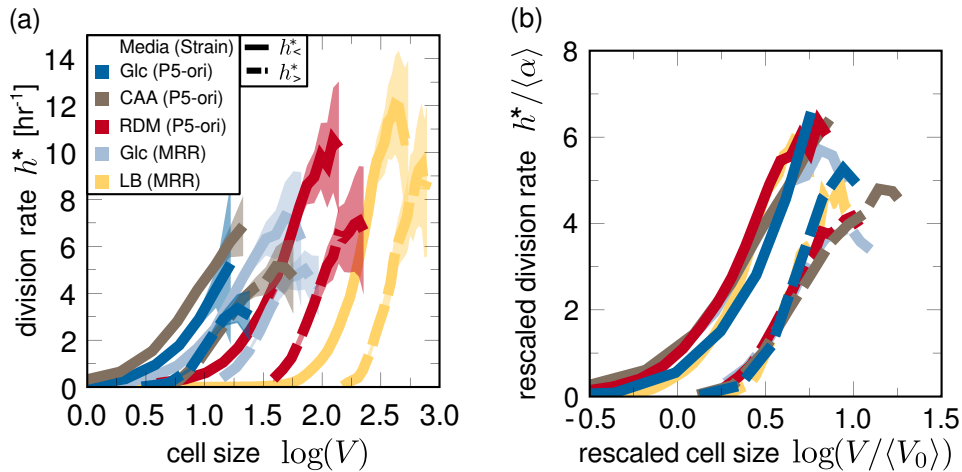 (a)
division rate h* [hr⁻¹]
14
12
10
8
6
4
2
0
Media (Strain)
Glc (P5-ori)
CAA (P5-ori)
RDM (P5-ori)
Glc (MRR)
LB (MRR)
h*<
h*>
0.0 0.5 1.0 1.5 2.0 2.5 3.0
cell size log(V)
(b)
rescaled division rate h*/⟨α⟩
8
6
4
2
0
-0.5 0.0 0.5 1.0 1.5
rescaled cell size log(V/⟨V₀⟩)